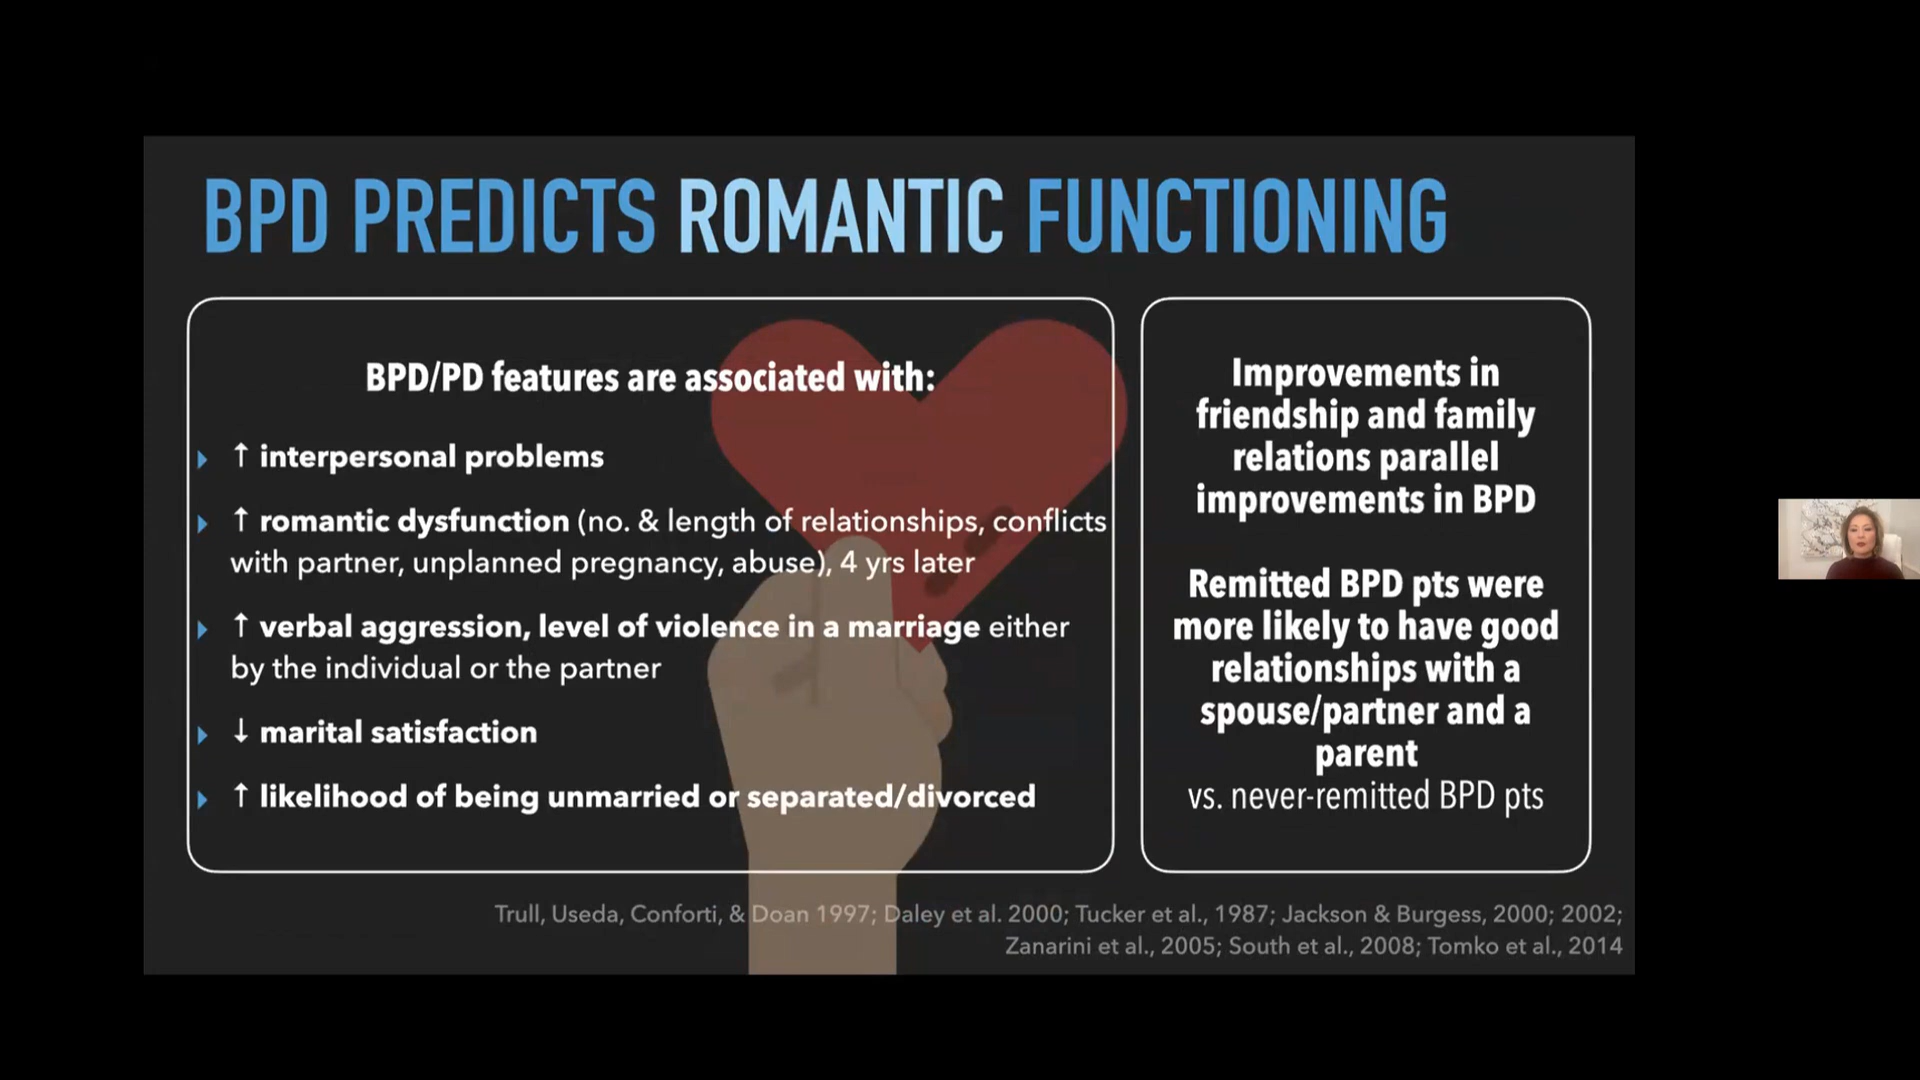 BPD PREDICTS ROMANTIC FUNCTIONING
BPD/PD features are associated with:
↑ interpersonal problems
↑ romantic dysfunction (no. & length of relationships, conflicts
with partner, unplanned pregnancy, abuse), 4 yrs later
↑ verbal aggression, level of violence in a marriage either
by the individual or the partner
↓ marital satisfaction
↑ likelihood of being unmarried or separated/divorced
Improvements in
friendship and family
relations parallel
improvements in BPD
Remitted BPD pts were
more likely to have good
relationships with a
spouse/partner and a
parent
vs. never-remitted BPD pts
Trull, Useda, Conforti, & Doan 1997; Daley et al. 2000; Tucker et al., 1987; Jackson & Burgess, 2000; 2002;
Zanarini et al., 2005; South et al., 2008; Tomko et al., 2014